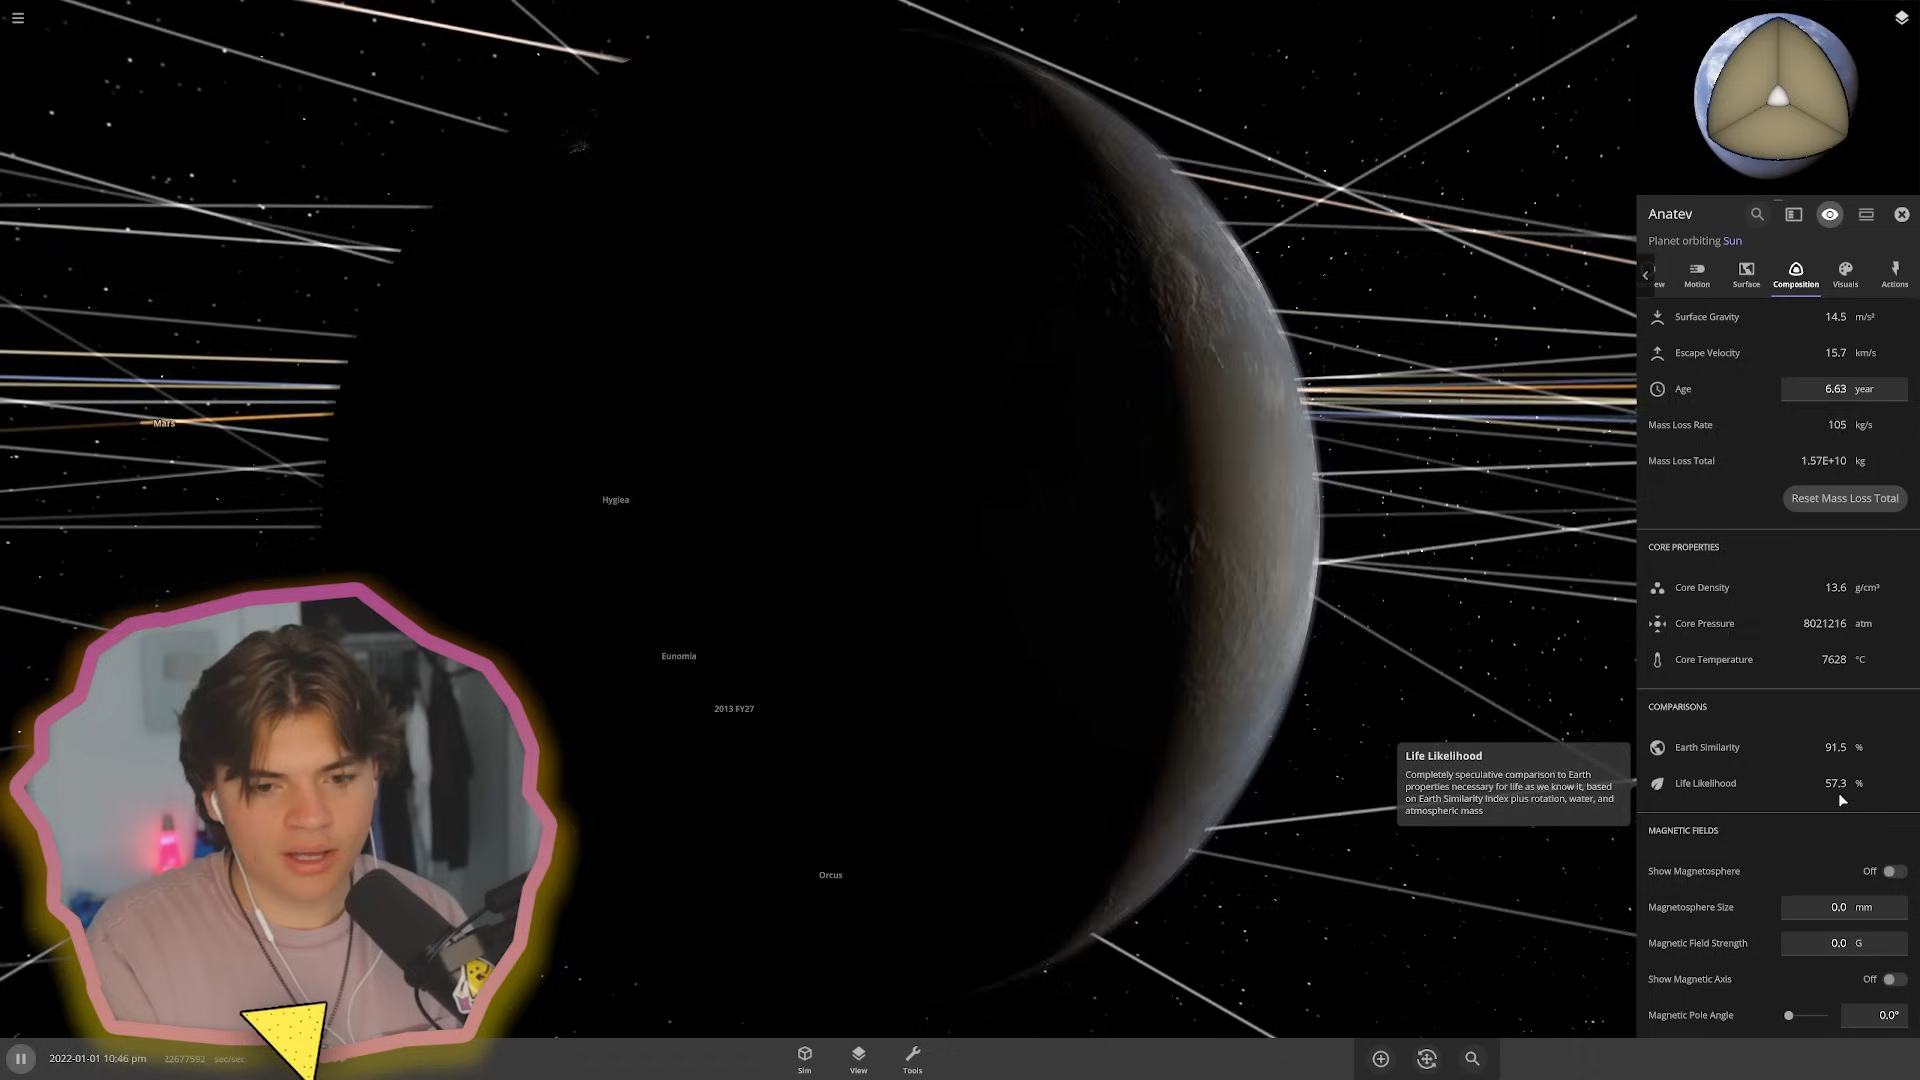 Anatev
Planet orbiting Sun
Motion
Surface
Composition
Visuals
Actions
Surface Gravity 14.5 m/s²
Escape Velocity 15.7 km/s
Age 6.63 year
Mass Loss Rate 105 kg/s
Mass Loss Total 1.57E+10 kg
Reset Mass Loss Total
CORE PROPERTIES
Core Density 13.6 g/cm³
Core Pressure 8021216 atm
Core Temperature 7628 °C
COMPARISONS
Earth Similarity 91.5 %
Life Likelihood 57.3 %
MAGNETIC FIELDS
Show Magnetosphere Off
Magnetosphere Size 0.0 mm
Magnetic Field Strength 0.0 G
Show Magnetic Axis Off
Magnetic Pole Angle 0.0°
Life Likelihood
Completely speculative comparison to Earth
properties necessary for life as we know it, based
on Earth Similarity Index plus rotation, water, and
atmospheric mass
Mars
Hygiea
Eunomia
2013 FY27
Orcus
2022-01-01 10:46 pm sec/sec
Sim
View
Tools